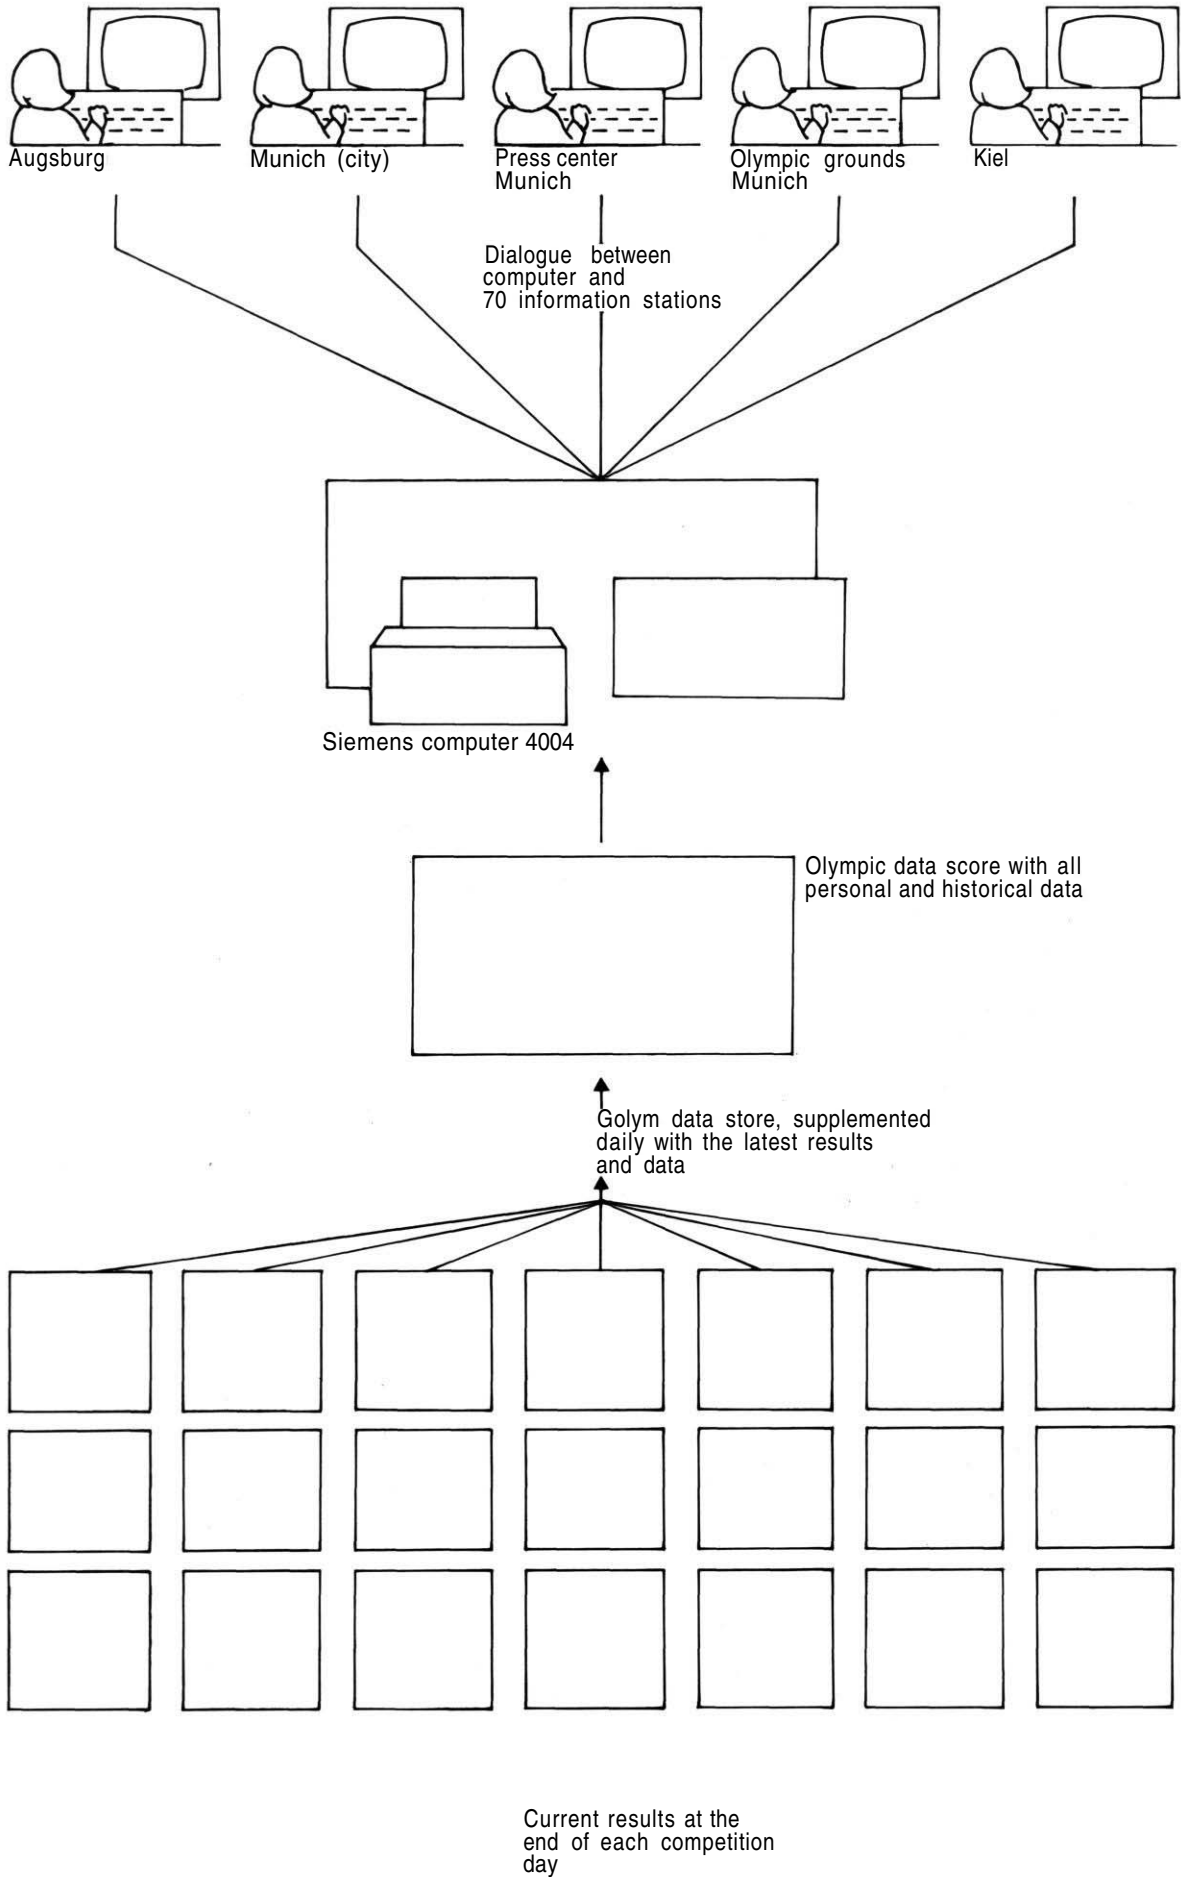 Augsburg
Munich (city)
Press center
Munich
Olympic grounds
Munich
Kiel
Dialogue between
computer and
70 information stations
Siemens computer 4004
Olympic data score with all
personal and historical data
Golym data store, supplemented
daily with the latest results
and data
Current results at the
end of each competition
day